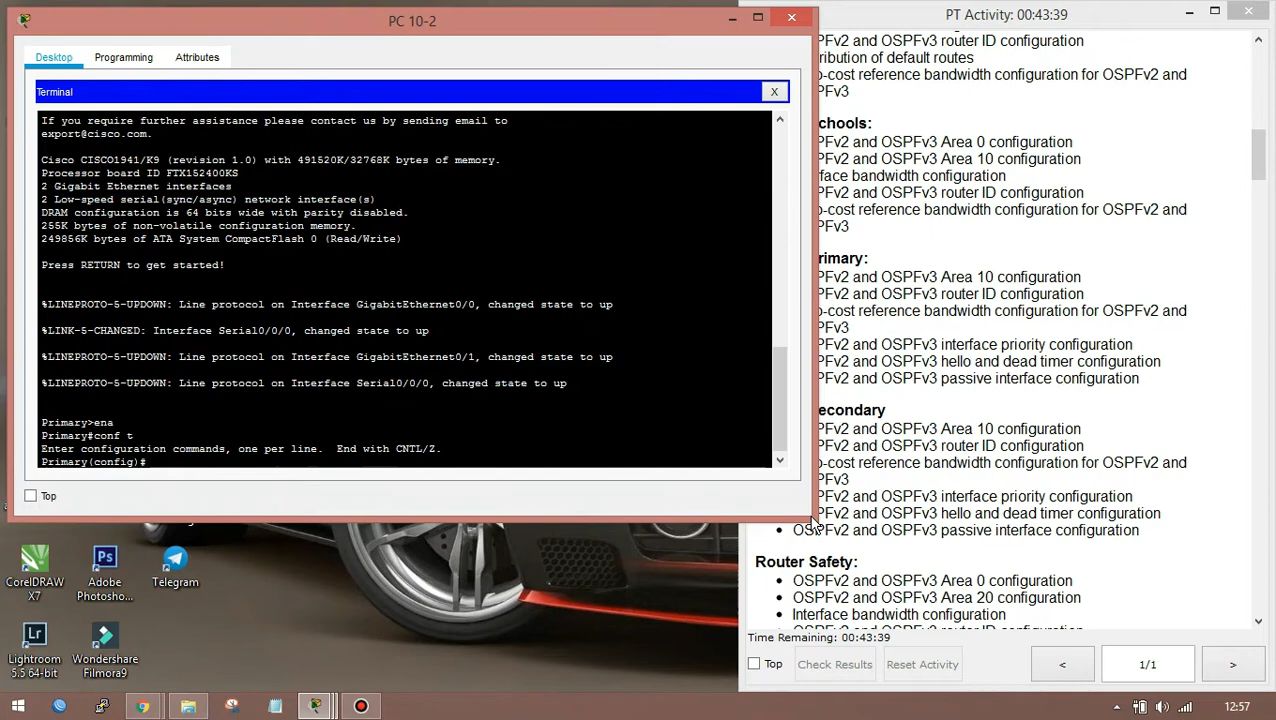 PC 10-2
Desktop
Programming
Attributes
Terminal
X
If you require further assistance please contact us by sending email to
export@cisco.com.
Cisco CISCO1941/K9 (revision 1.0) with 491520K/32768K bytes of memory.
Processor board ID FTX152400KS
2 Gigabit Ethernet interfaces
2 Low-speed serial(sync/async) network interface(s)
DRAM configuration is 64 bits wide with parity disabled.
255K bytes of non-volatile configuration memory.
249856K bytes of ATA System CompactFlash 0 (Read/Write)
Press RETURN to get started!
%LINEPROTO-5-UPDOWN: Line protocol on Interface GigabitEthernet0/0, changed state to up
%LINK-5-CHANGED: Interface Serial0/0/0, changed state to up
%LINEPROTO-5-UPDOWN: Line protocol on Interface GigabitEthernet0/1, changed state to up
%LINEPROTO-5-UPDOWN: Line protocol on Interface Serial0/0/0, changed state to up
Primary>ena
Primary#conf t
Enter configuration commands, one per line. End with CNTL/Z.
Primary(config)#
Top
PT Activity: 00:43:39
PFv2 and OSPFv3 router ID configuration
ribution of default routes
o-cost reference bandwidth configuration for OSPFv2 and
PFv3
chools:
PFv2 and OSPFv3 Area 0 configuration
PFv2 and OSPFv3 Area 10 configuration
rface bandwidth configuration
PFv2 and OSPFv3 router ID configuration
o-cost reference bandwidth configuration for OSPFv2 and
PFv3
rimary:
PFv2 and OSPFv3 Area 10 configuration
PFv2 and OSPFv3 router ID configuration
o-cost reference bandwidth configuration for OSPFv2 and
PFv3
PFv2 and OSPFv3 interface priority configuration
PFv2 and OSPFv3 hello and dead timer configuration
PFv2 and OSPFv3 passive interface configuration
econdary
PFv2 and OSPFv3 Area 10 configuration
PFv2 and OSPFv3 router ID configuration
o-cost reference bandwidth configuration for OSPFv2 and
PFv3
PFv2 and OSPFv3 interface priority configuration
PFv2 and OSPFv3 hello and dead timer configuration
OSPFv2 and OSPFv3 passive interface configuration
Router Safety:
OSPFv2 and OSPFv3 Area 0 configuration
OSPFv2 and OSPFv3 Area 20 configuration
Interface bandwidth configuration
Time Remaining: 00:43:39
Top
Check Results
Reset Activity
<
1/1
>
CorelDRAW
X7
Adobe
Photosho...
Telegram
Lightroom
5.5 64-bit
Wondershare
Filmora9
12:57